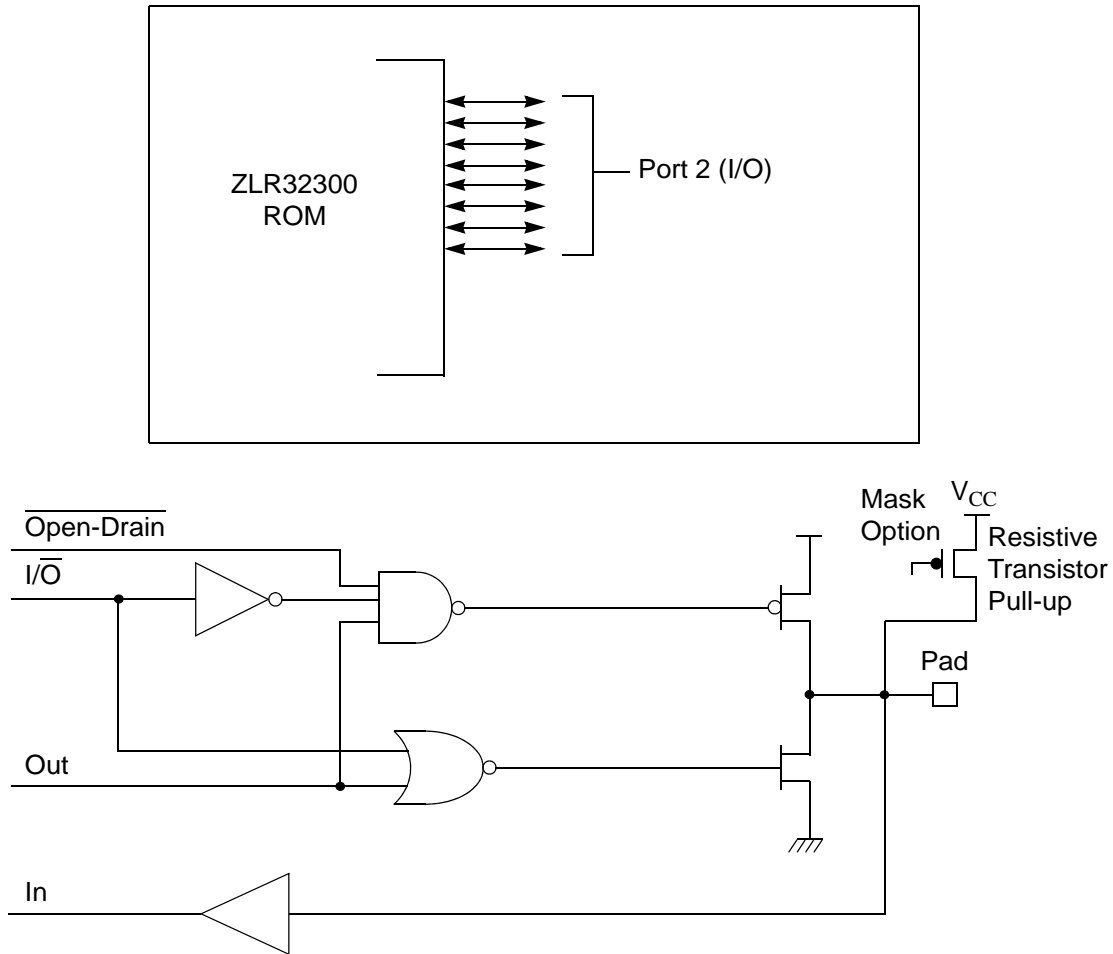 ZLR32300
ROM
Port 2 (I/O)
Open-Drain
I/O
Out
In
Mask
Option
VCC
Resistive
Transistor
Pull-up
Pad